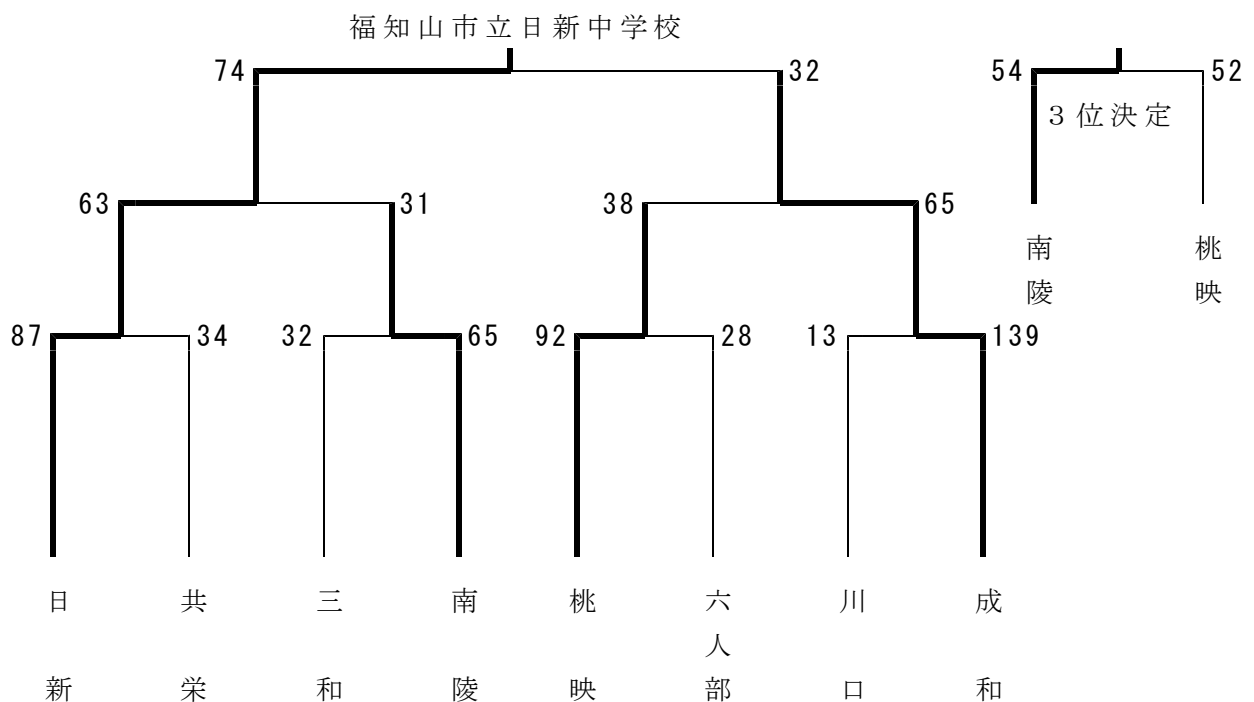 福知山市立日新中学校
74 32 54 52
3位決定
63 31 38 65
南陵 桃映
87 34 32 65 92 28 13 139
日新 共栄 三和 南陵 桃映 六人部 川口 成和